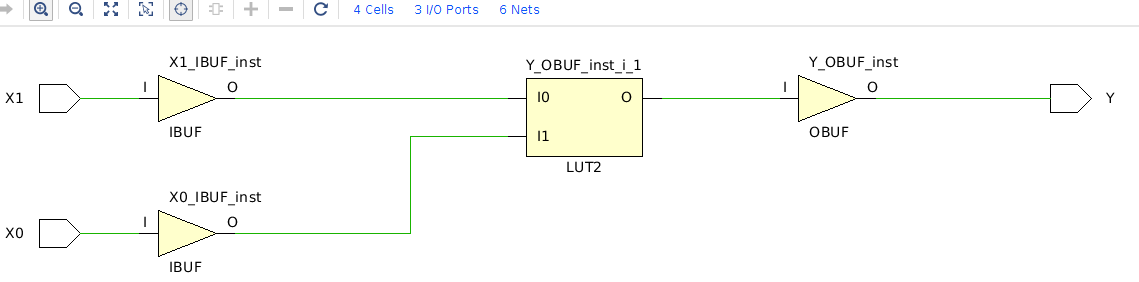 4 Cells 3 I/O Ports 6 Nets
X1_IBUF_inst
Y_OBUF_inst_i_1
Y_OBUF_inst
X1
I
O
I0
O
I
O
Y
IBUF
I1
OBUF
LUT2
X0_IBUF_inst
X0
I
O
IBUF